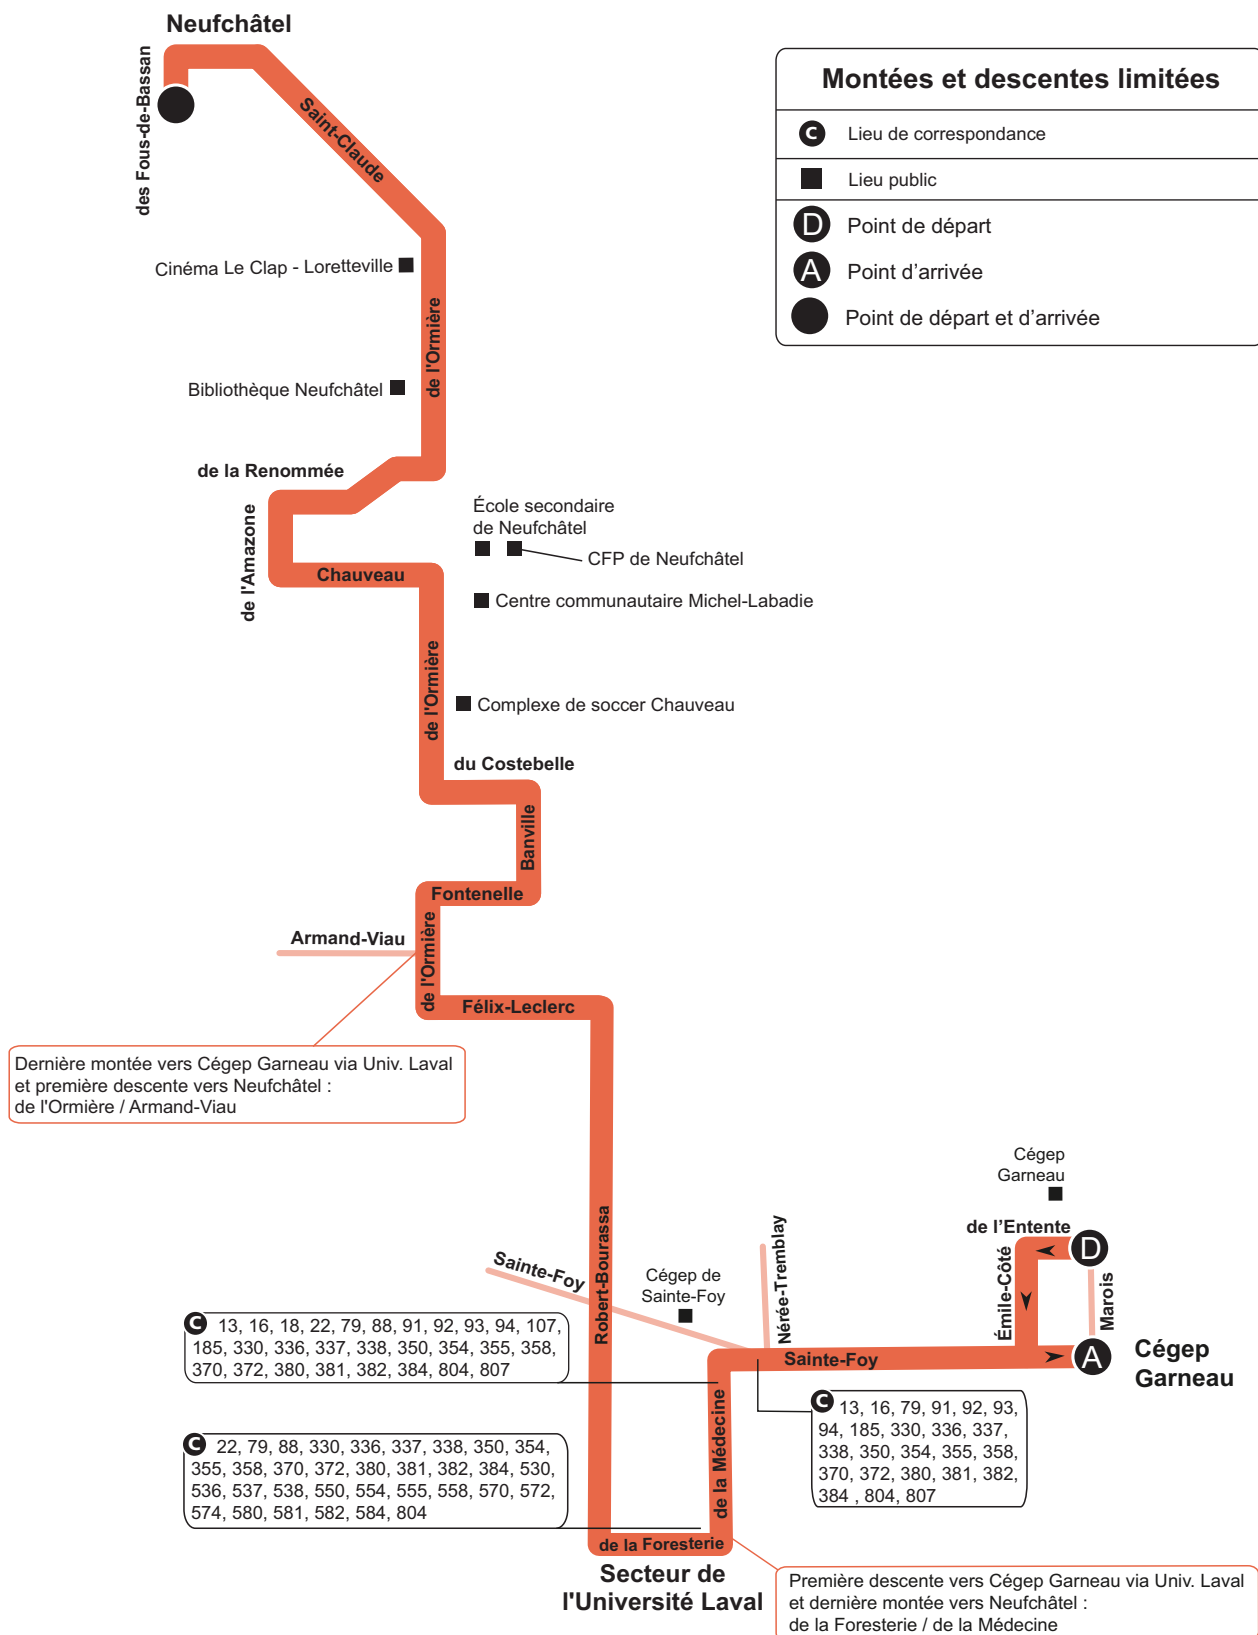 Neufchâtel
des Fous-de-Bassan
Saint-Claude
Montées et descentes limitées
C Lieu de correspondance
Lieu public
D Point de départ
A Point d'arrivée
Point de départ et d'arrivée
Cinéma Le Clap - Loretteville
de l'Ormière
Bibliothèque Neufchâtel
de la Renommée
de l'Amazone
École secondaire
de Neufchâtel
CFP de Neufchâtel
Chauveau
Centre communautaire Michel-Labadie
de l'Ormière
Complexe de soccer Chauveau
du Costebelle
Banville
Fontenelle
Armand-Viau
de l'Ormière
Félix-Leclerc
Dernière montée vers Cégep Garneau via Univ. Laval
et première descente vers Neufchâtel :
de l'Ormière / Armand-Viau
Cégep
Garneau
de l'Entente
D
Émile-Côté
Marois
Nérée-Tremblay
Robert-Bourassa
Sainte-Foy
Cégep de
Sainte-Foy
Sainte-Foy
A
Cégep
Garneau
C 13, 16, 18, 22, 79, 88, 91, 92, 93, 94, 107,
185, 330, 336, 337, 338, 350, 354, 355, 358,
370, 372, 380, 381, 382, 384, 804, 807
C 13, 16, 79, 91, 92, 93,
94, 185, 330, 336, 337,
338, 350, 354, 355, 358,
370, 372, 380, 381, 382,
384 , 804, 807
de la Médecine
C 22, 79, 88, 330, 336, 337, 338, 350, 354,
355, 358, 370, 372, 380, 381, 382, 384, 530,
536, 537, 538, 550, 554, 555, 558, 570, 572,
574, 580, 581, 582, 584, 804
de la Foresterie
Secteur de
l'Université Laval
Première descente vers Cégep Garneau via Univ. Laval
et dernière montée vers Neufchâtel :
de la Foresterie / de la Médecine